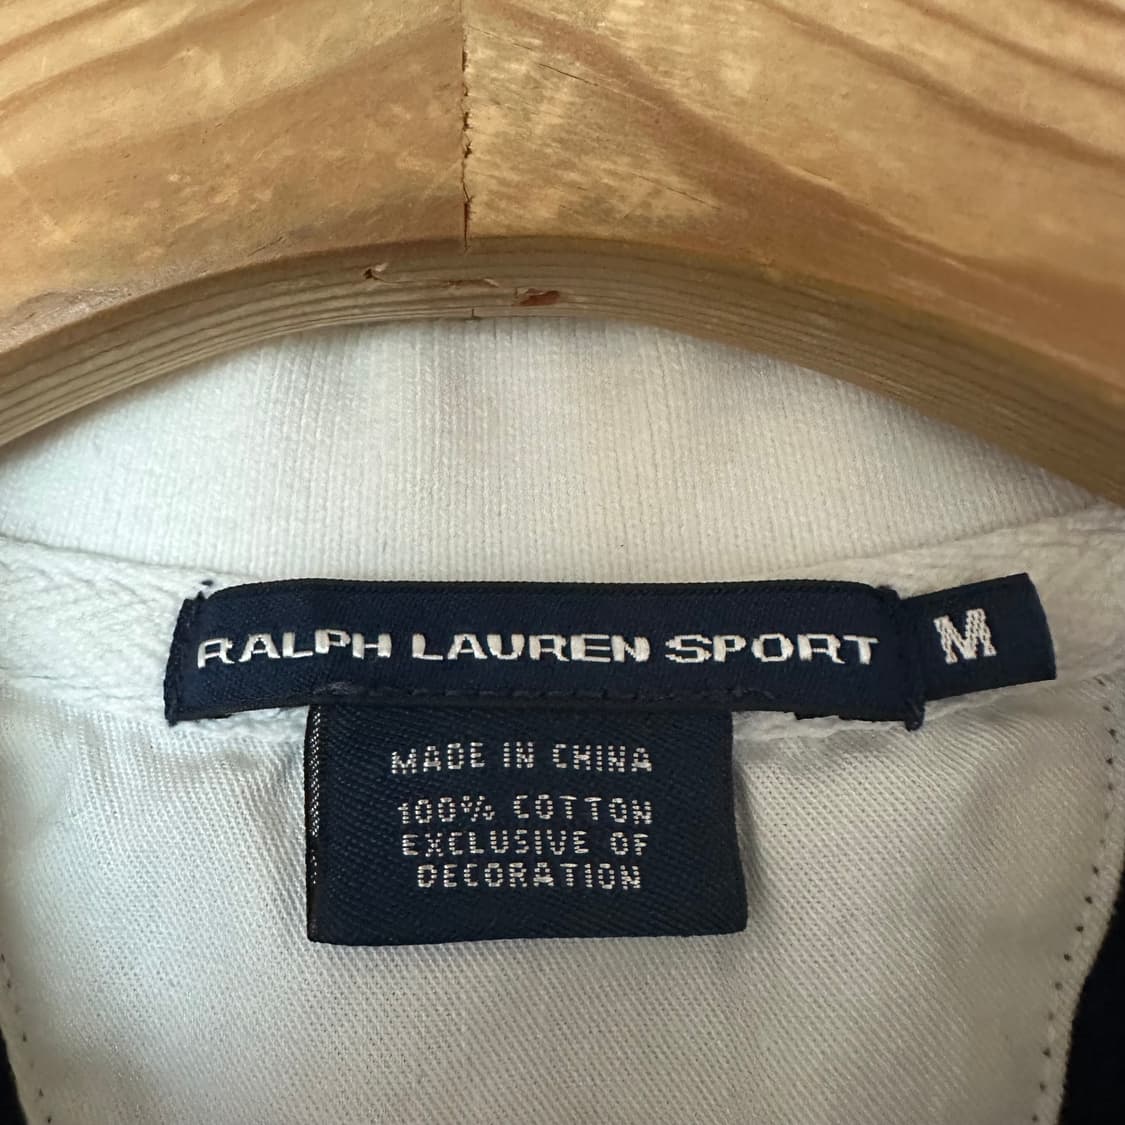 RALPH LAUREN SPORT M
MADE IN CHINA
100% COTTON
EXCLUSIVE OF
DECORATION